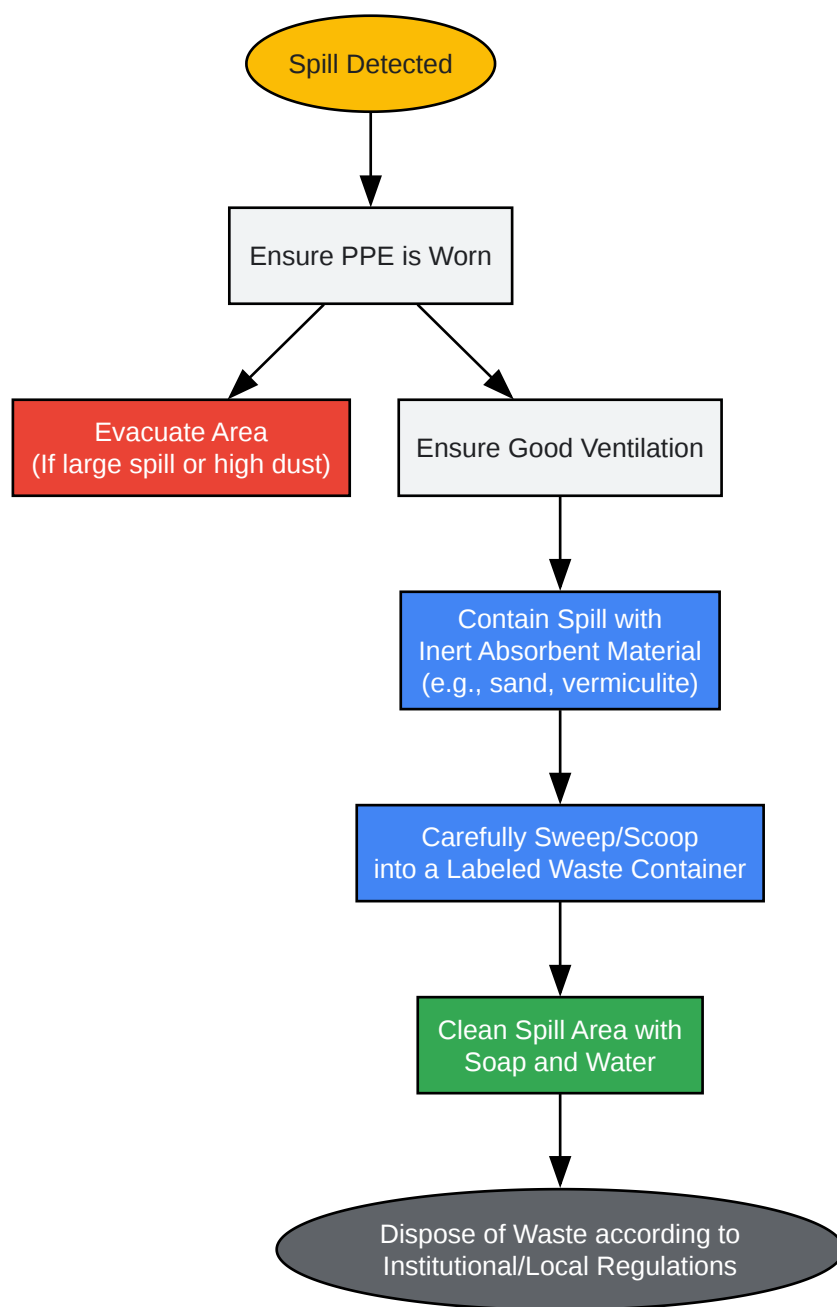 Spill Detected
Ensure PPE is Worn
Evacuate Area
(If large spill or high dust)
Ensure Good Ventilation
Contain Spill with
Inert Absorbent Material
(e.g., sand, vermiculite)
Carefully Sweep/Scoop
into a Labeled Waste Container
Clean Spill Area with
Soap and Water
Dispose of Waste according to
Institutional/Local Regulations